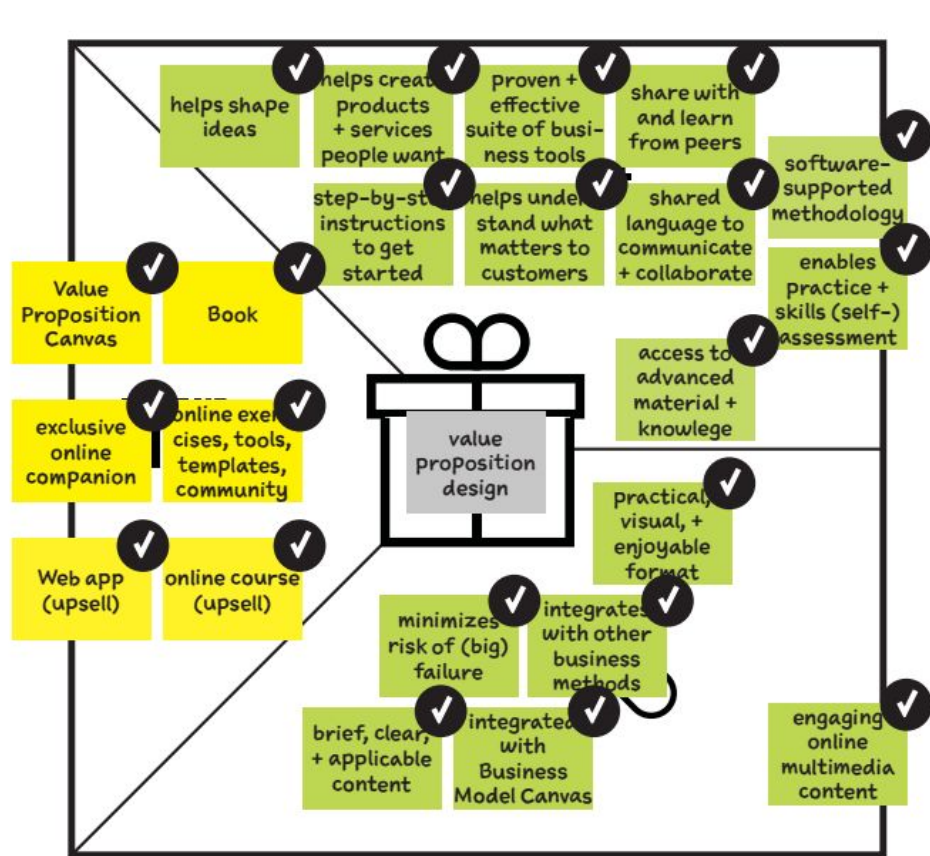 helps shape
ideas
helps create
products
+ services
people want
proven +
effective
suite of busi-
ness tools
share with
and learn
from peers
software-
supported
methodology
step-by-step
instructions
to get
started
helps under-
stand what
matters to
customers
shared
language to
communicate
+ collaborate
enables
practice +
skills (self-)
assessment
Value
Proposition
Canvas
Book
access to
advanced
material +
knowlege
exclusive
online
companion
online exer-
cises, tools,
templates,
community
value
proposition
design
practical,
visual, +
enjoyable
format
Web app
(upsell)
online course
(upsell)
minimizes
risk of (big)
failure
integrates
with other
business
methods
brief, clear,
+ applicable
content
integrated
with
Business
Model Canvas
engaging
online
multimedia
content